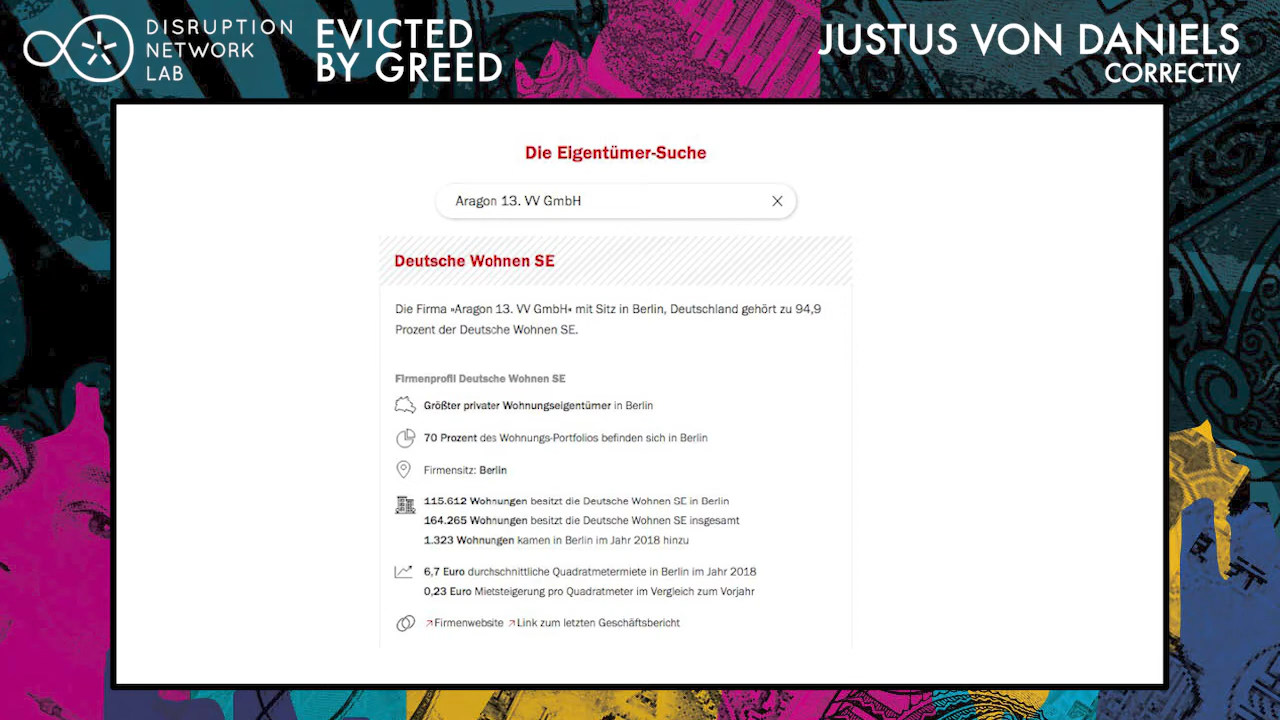 DISRUPTION
NETWORK
LAB
EVICTED
BY GREED
JUSTUS VON DANIELS
CORRECTIV
Die Eigentümer-Suche
Aragon 13. VV GmbH
Deutsche Wohnen SE
Die Firma »Aragon 13. VV GmbH« mit Sitz in Berlin, Deutschland gehört zu 94,9
Prozent der Deutsche Wohnen SE.
Firmenprofil Deutsche Wohnen SE
Größter privater Wohnungseigentümer in Berlin
70 Prozent des Wohnungs-Portfolios befinden sich in Berlin
Firmensitz: Berlin
115.612 Wohnungen besitzt die Deutsche Wohnen SE in Berlin
164.265 Wohnungen besitzt die Deutsche Wohnen SE insgesamt
1.323 Wohnungen kamen in Berlin im Jahr 2018 hinzu
6,7 Euro durchschnittliche Quadratmetermiete in Berlin im Jahr 2018
0,23 Euro Mietsteigerung pro Quadratmeter im Vergleich zum Vorjahr
Firmenwebsite Link zum letzten Geschäftsbericht